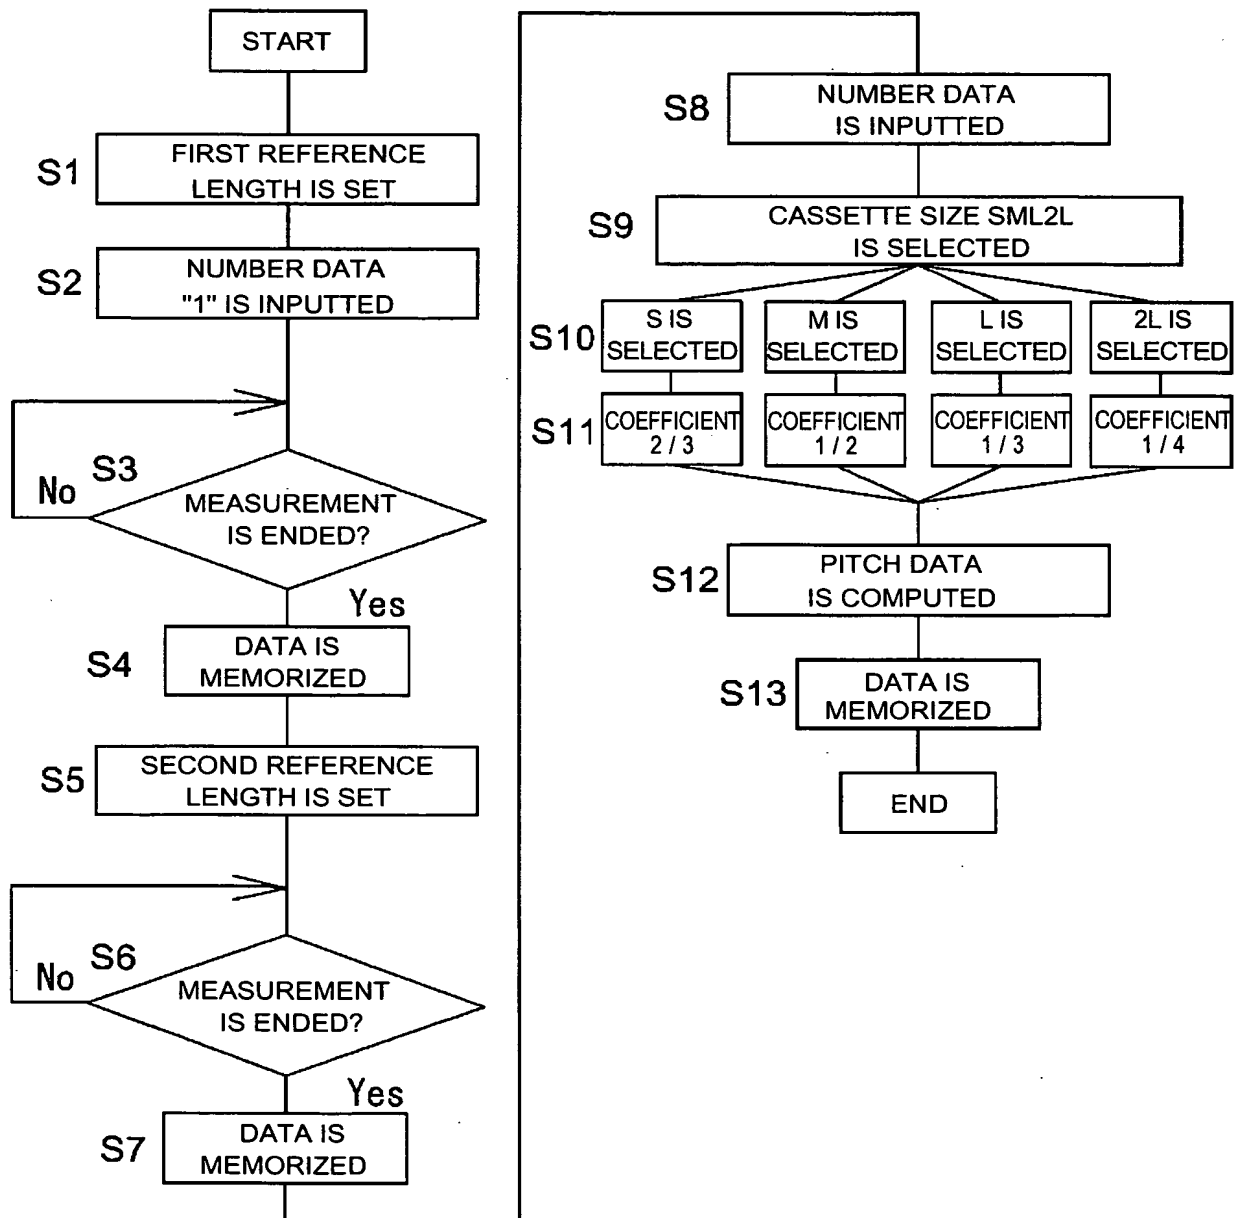 START
S1
FIRST REFERENCE
LENGTH IS SET
S2
NUMBER DATA
"1" IS INPUTTED
S3
No
MEASUREMENT
IS ENDED?
Yes
S4
DATA IS
MEMORIZED
S5
SECOND REFERENCE
LENGTH IS SET
S6
No
MEASUREMENT
IS ENDED?
Yes
S7
DATA IS
MEMORIZED
S8
NUMBER DATA
IS INPUTTED
S9
CASSETTE SIZE SML2L
IS SELECTED
S10
S IS
SELECTED
M IS
SELECTED
L IS
SELECTED
2L IS
SELECTED
S11
COEFFICIENT
2 / 3
COEFFICIENT
1 / 2
COEFFICIENT
1 / 3
COEFFICIENT
1 / 4
S12
PITCH DATA
IS COMPUTED
S13
DATA IS
MEMORIZED
END